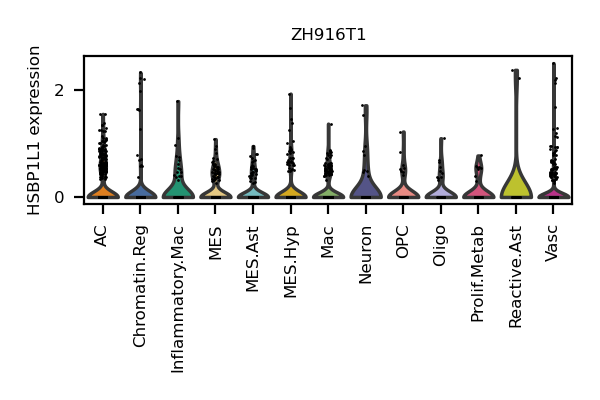 ZH916T1
HSBP1L1 expression
2
0
AC
Chromatin.Reg
Inflammatory.Mac
MES
MES.Ast
MES.Hyp
Mac
Neuron
OPC
Oligo
Prolif.Metab
Reactive.Ast
Vasc